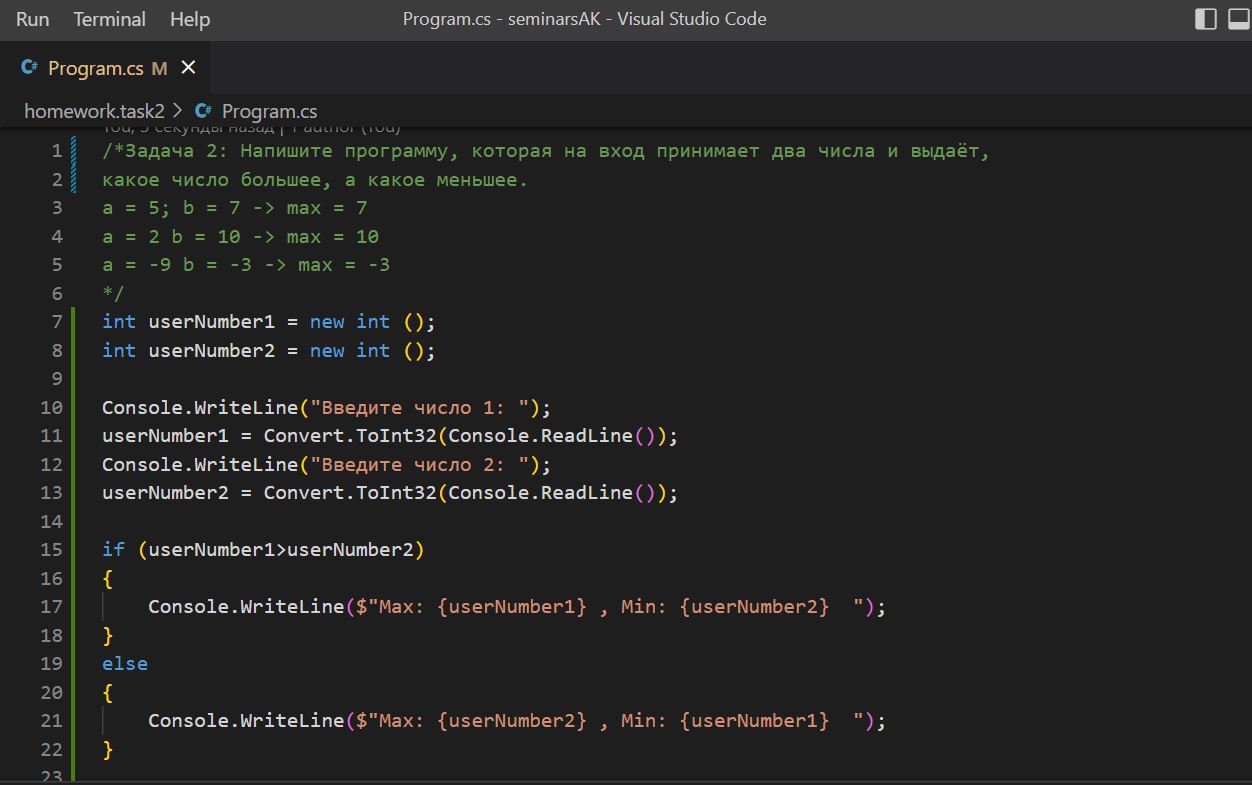 Run Terminal Help Program.cs - seminarsAK - Visual Studio Code
C# Program.cs M ×
homework.task2 > C# Program.cs
You, 3 секунды назад | 1 author (You)
1 /*Задача 2: Напишите программу, которая на вход принимает два числа и выдаёт,
2 какое число большее, а какое меньшее.
3 a = 5; b = 7 -> max = 7
4 a = 2 b = 10 -> max = 10
5 a = -9 b = -3 -> max = -3
6 */
7 int userNumber1 = new int ();
8 int userNumber2 = new int ();
9
10 Console.WriteLine("Введите число 1: ");
11 userNumber1 = Convert.ToInt32(Console.ReadLine());
12 Console.WriteLine("Введите число 2: ");
13 userNumber2 = Convert.ToInt32(Console.ReadLine());
14
15 if (userNumber1>userNumber2)
16 {
17     Console.WriteLine($"Max: {userNumber1} , Min: {userNumber2}  ");
18 }
19 else
20 {
21     Console.WriteLine($"Max: {userNumber2} , Min: {userNumber1}  ");
22 }
23